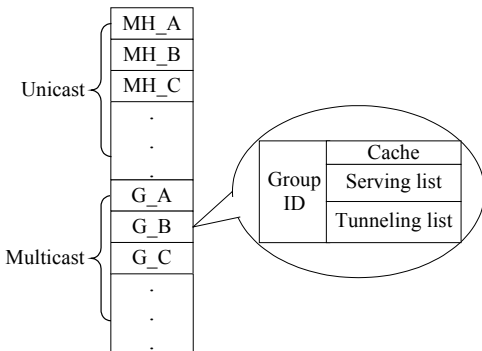 MH_A
MH_B
MH_C
Unicast
.
.
.
G_A
G_B
G_C
Multicast
.
.
.
Group
ID
Cache
Serving list
Tunneling list